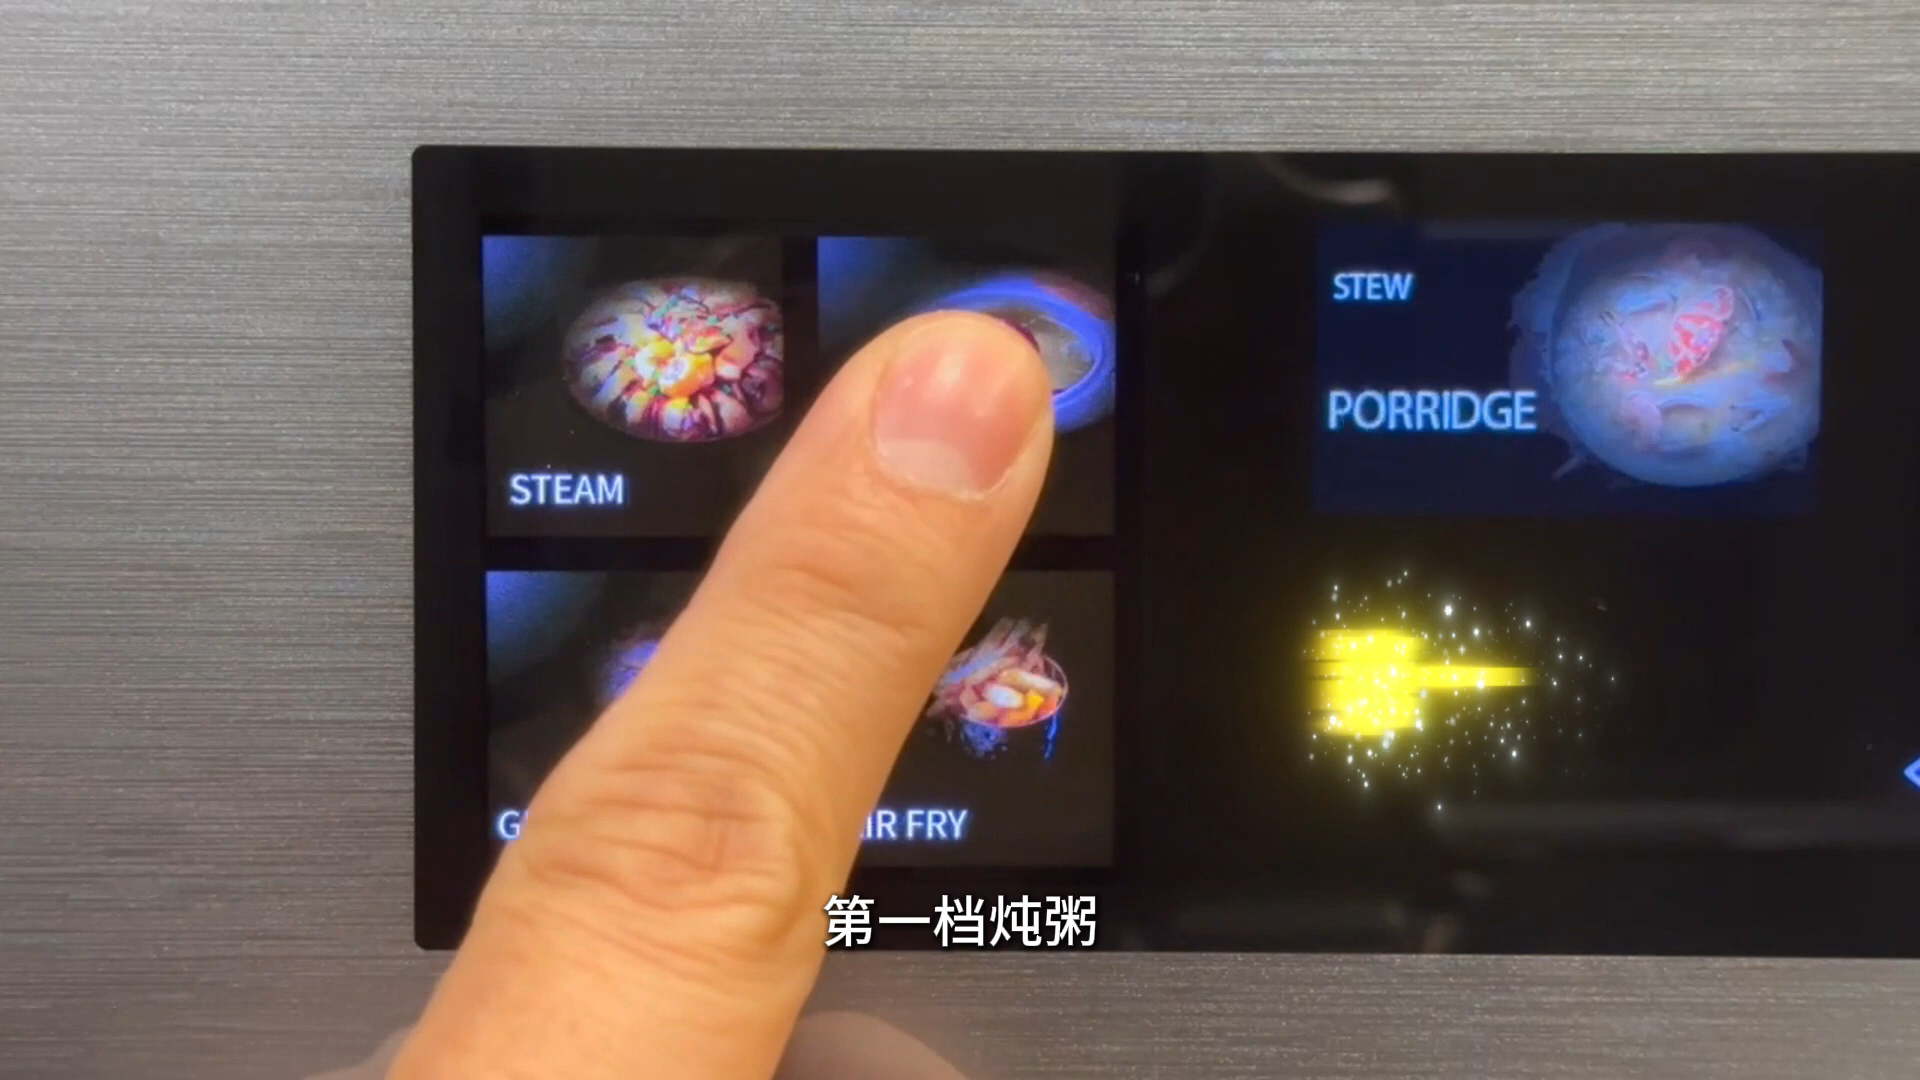 STEAM
STEW
PORRIDGE
IR FRY
第一档炖粥